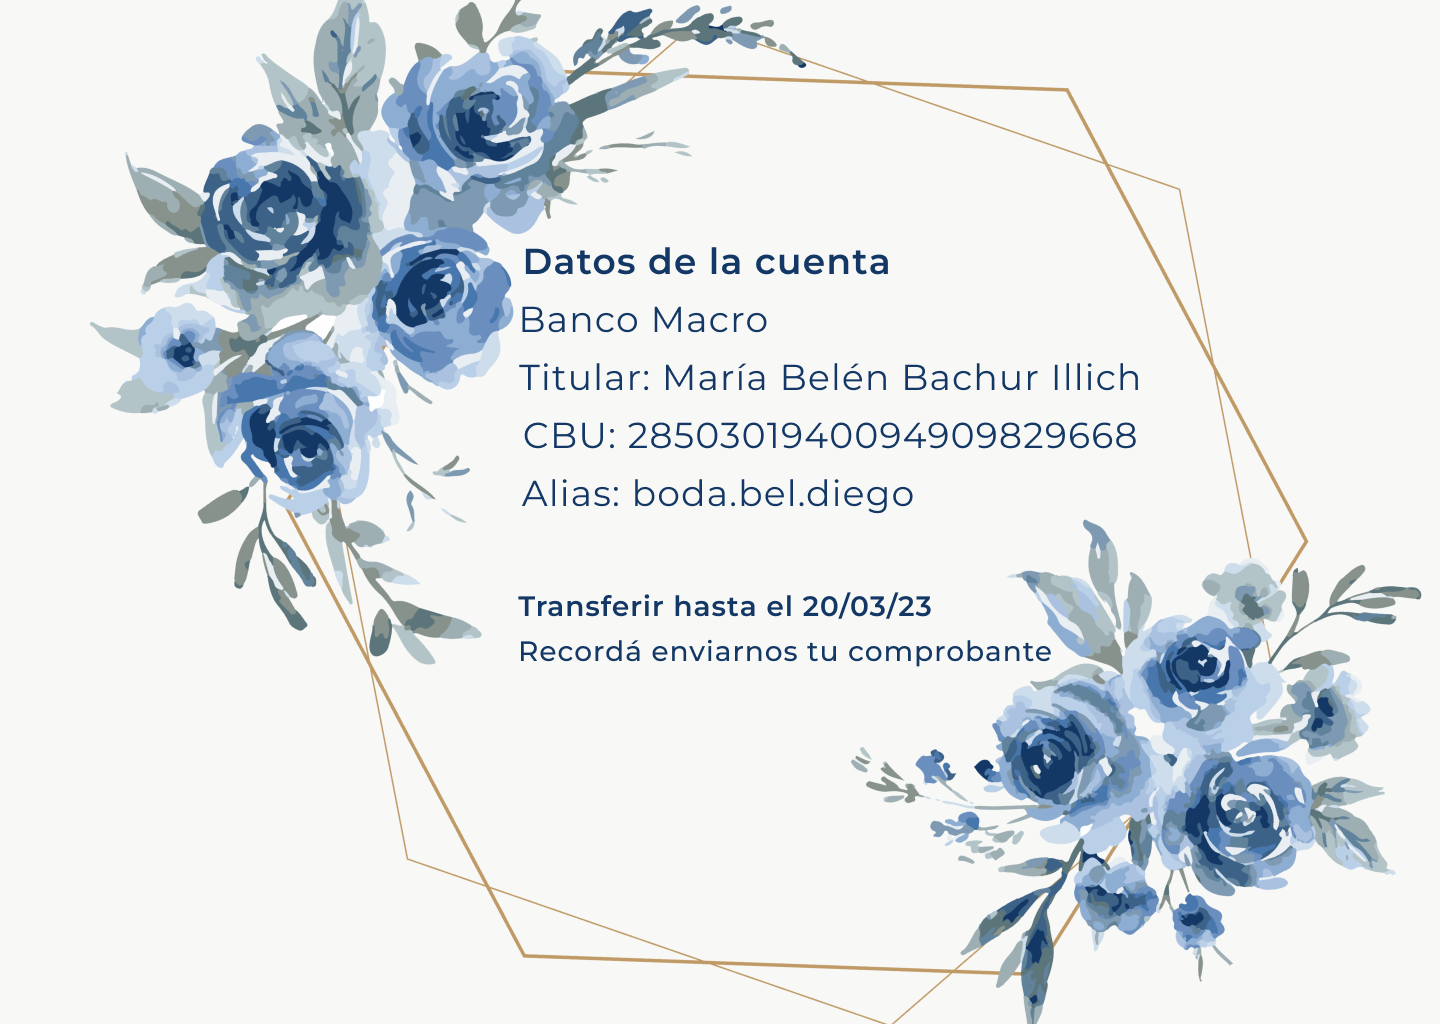 Datos de la cuenta
Banco Macro
Titular: María Belén Bachur Illich
CBU: 2850301940094909829668
Alias: boda.bel.diego
Transferir hasta el 20/03/23
Recordá enviarnos tu comprobante